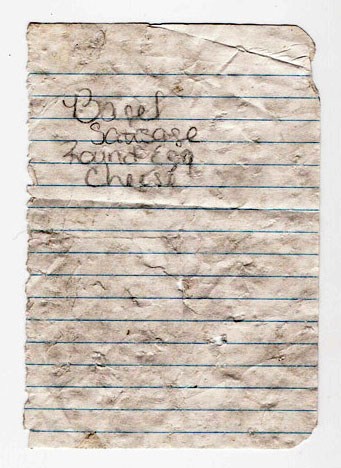 Bagel
Sausage
round Egg
Cheese